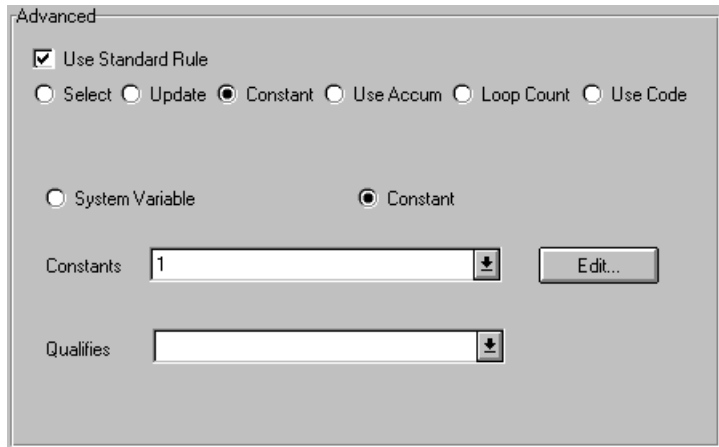 Advanced
Use Standard Rule
Select Update Constant Use Accum Loop Count Use Code
System Variable Constant
Constants 1 Edit...
Qualifies